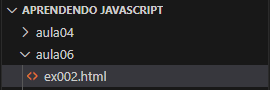 APRENDENDO JAVASCRIPT
aula04
aula06
ex002.html